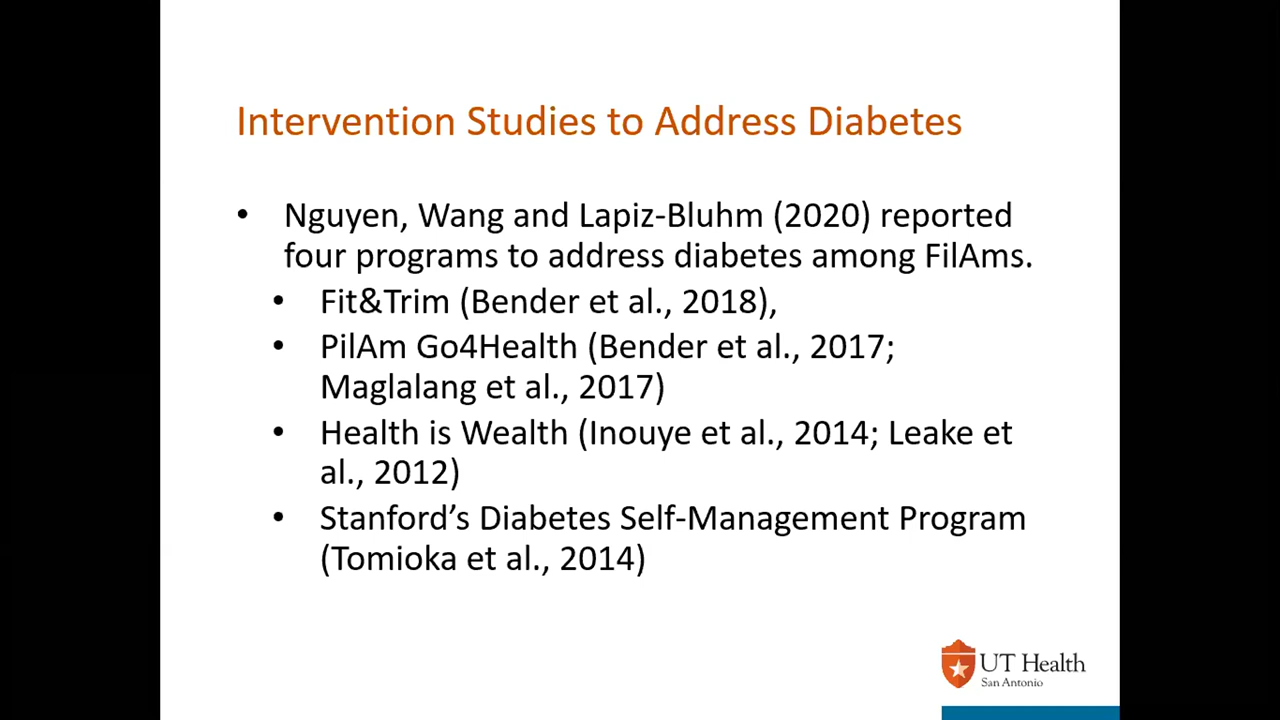 Intervention Studies to Address Diabetes
• Nguyen, Wang and Lapiz-Bluhm (2020) reported
four programs to address diabetes among FilAms.
• Fit&Trim (Bender et al., 2018),
• PilAm Go4Health (Bender et al., 2017;
Maglalang et al., 2017)
• Health is Wealth (Inouye et al., 2014; Leake et
al., 2012)
• Stanford’s Diabetes Self-Management Program
(Tomioka et al., 2014)
UT Health
San Antonio